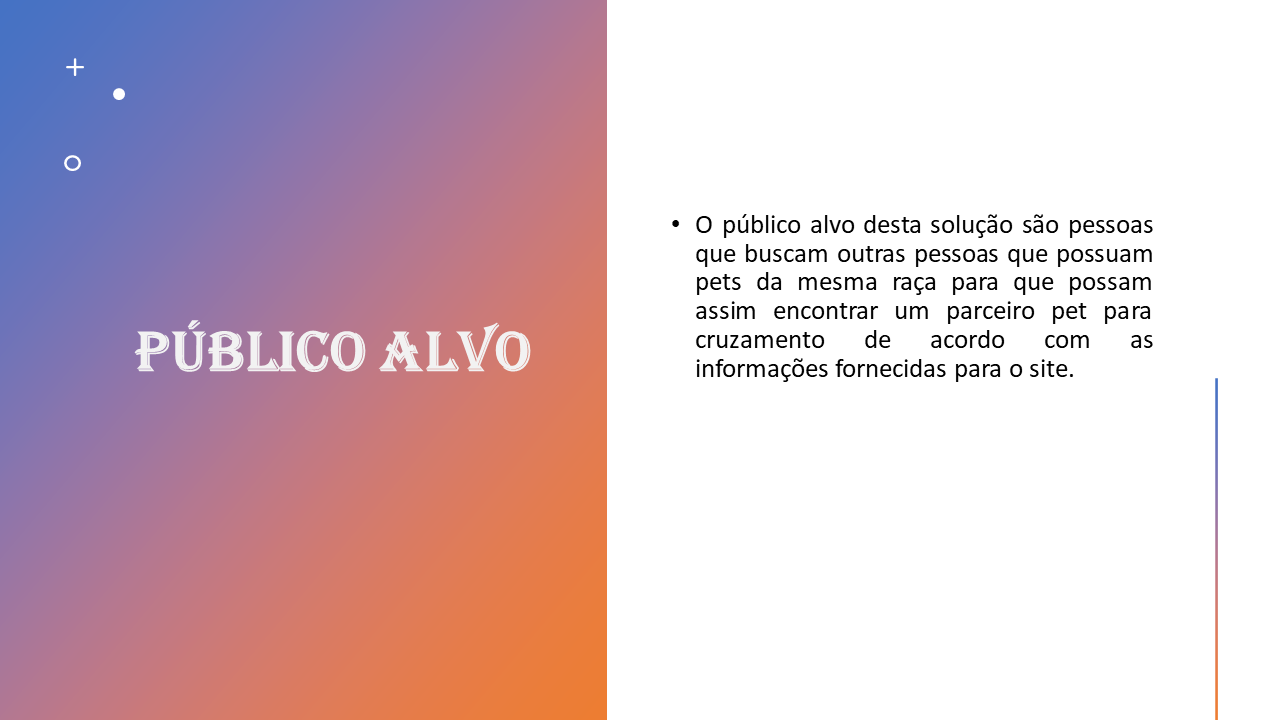 PÚBLICO ALVO
• O público alvo desta solução são pessoas
que buscam outras pessoas que possuam
pets da mesma raça para que possam
assim encontrar um parceiro pet para
cruzamento de acordo com as
informações fornecidas para o site.